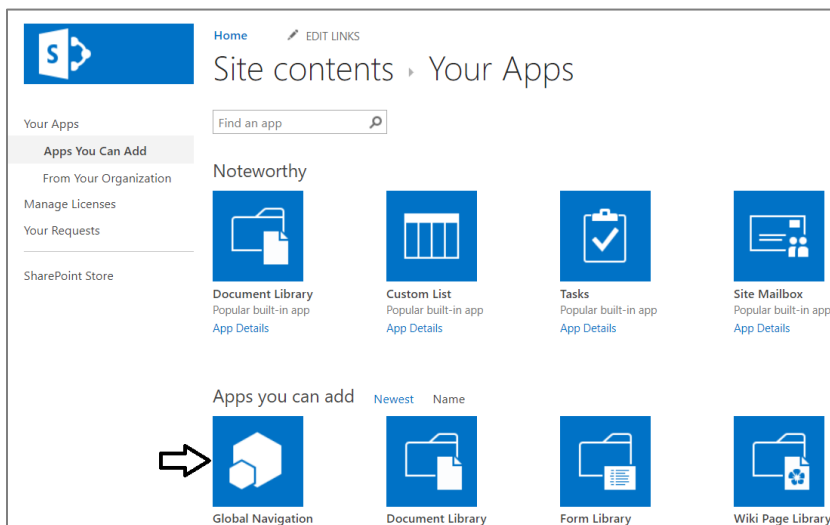 S
Home EDIT LINKS
Site contents ▸ Your Apps
Find an app
Your Apps
Apps You Can Add
From Your Organization
Manage Licenses
Your Requests
SharePoint Store
Noteworthy
Document Library Custom List Tasks Site Mailbox
Popular built-in app Popular built-in app Popular built-in app Popular built-in app
App Details App Details App Details App Details
Apps you can add Newest Name
Global Navigation Document Library Form Library Wiki Page Library